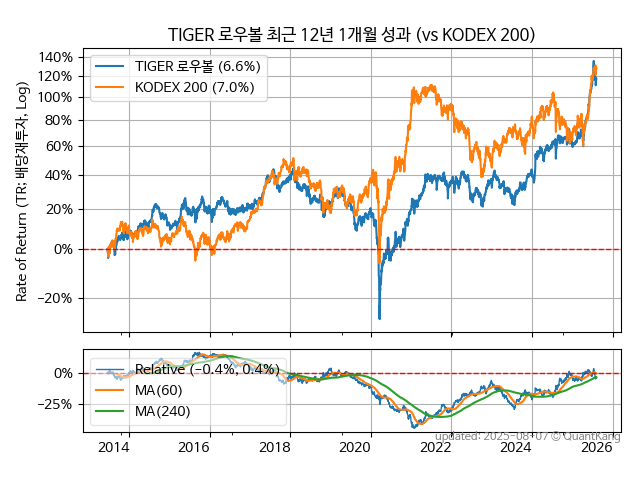 TIGER 로우볼 최근 12년 1개월 성과 (vs KODEX 200)
Rate of Return (TR: 배당재투자, Log)
140%
120%
100%
80%
60%
40%
20%
0%
−20%
TIGER 로우볼 (6.6%)
KODEX 200 (7.0%)
0%
−25%
Relative (−0.4%, 0.4%)
MA(60)
MA(240)
updated: 2025-08-07 © QuantKang
2014
2016
2018
2020
2022
2024
2026